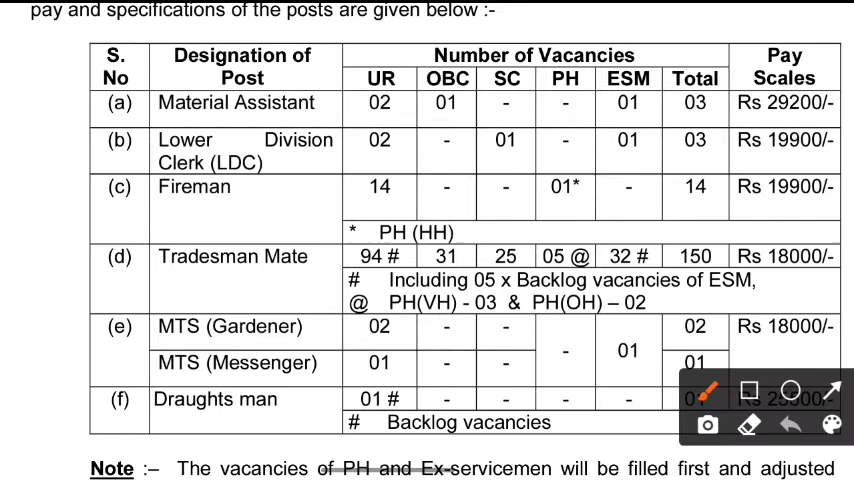 pay and specifications of the posts are given below :-
S. No Designation of Post Number of Vacancies Pay Scales
UR OBC SC PH ESM Total
(a) Material Assistant 02 01 - - 01 03 Rs 29200/-
(b) Lower Division Clerk (LDC) 02 - 01 - 01 03 Rs 19900/-
(c) Fireman 14 - - 01* - 14 Rs 19900/-
* PH (HH)
(d) Tradesman Mate 94 # 31 25 05 @ 32 # 150 Rs 18000/-
# Including 05 x Backlog vacancies of ESM,
@ PH(VH) - 03 & PH(OH) – 02
(e) MTS (Gardener) 02 - - - 01 02 Rs 18000/-
MTS (Messenger) 01 - - 01
(f) Draughts man 01 # - - - - Rs
# Backlog vacancies
Note :– The vacancies of PH and Ex-servicemen will be filled first and adjusted